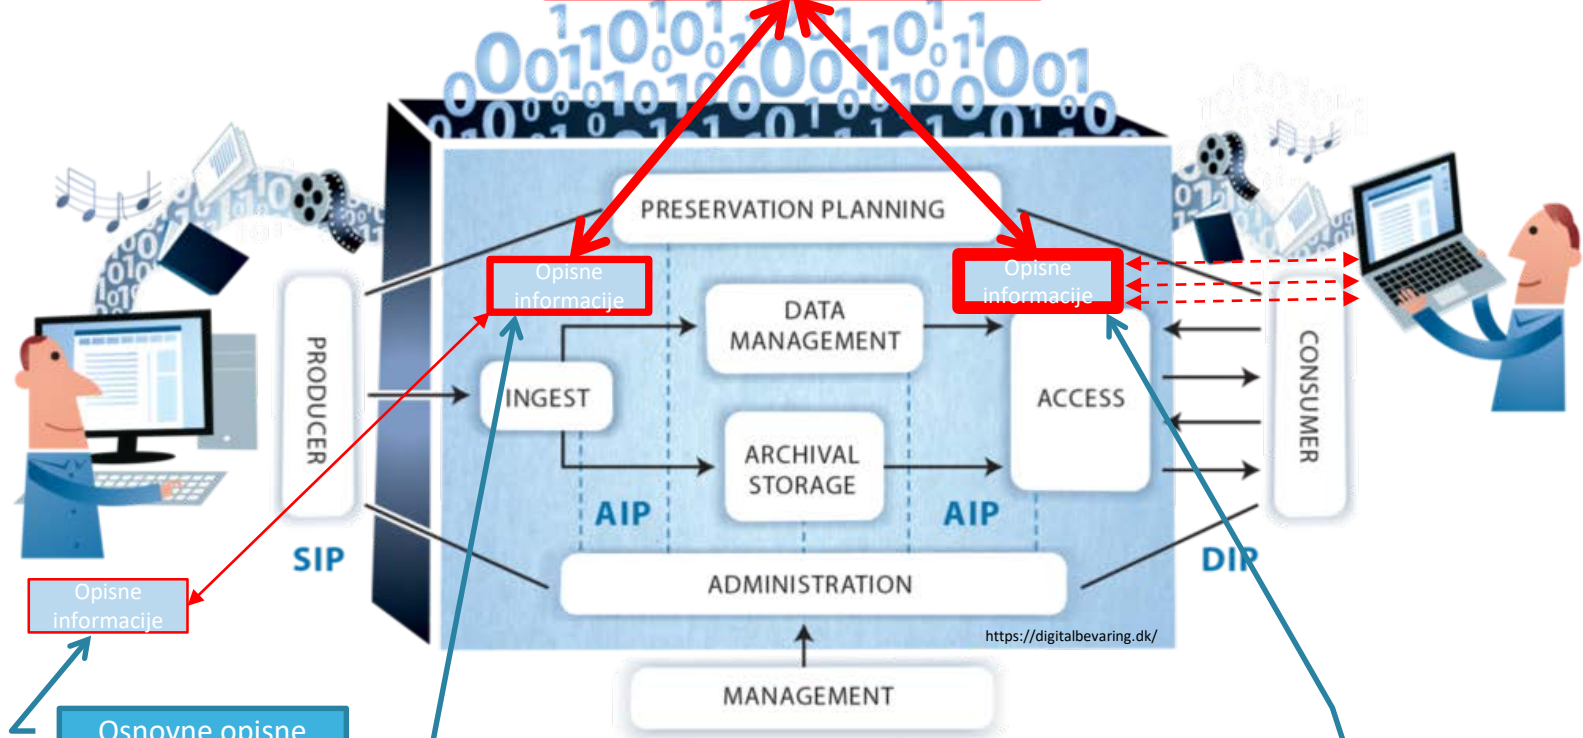 PRESERVATION PLANNING
Opisne
informacije
Opisne
informacije
DATA
MANAGEMENT
PRODUCER
INGEST
ACCESS
CONSUMER
ARCHIVAL
STORAGE
AIP
AIP
SIP
DIP
ADMINISTRATION
Opisne
informacije
https://digitalbevaring.dk/
MANAGEMENT
Osnovne opisne